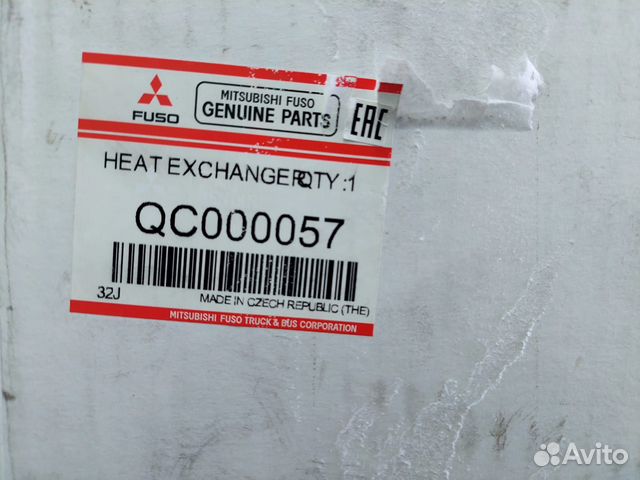 FUSO
MITSUBISHI FUSO
GENUINE PARTS
EAC
HEAT EXCHANGER QTY :1
QC000057
32J
MADE IN CZECH REPUBLIC (THE)
MITSUBISHI FUSO TRUCK & BUS CORPORATION
Avito